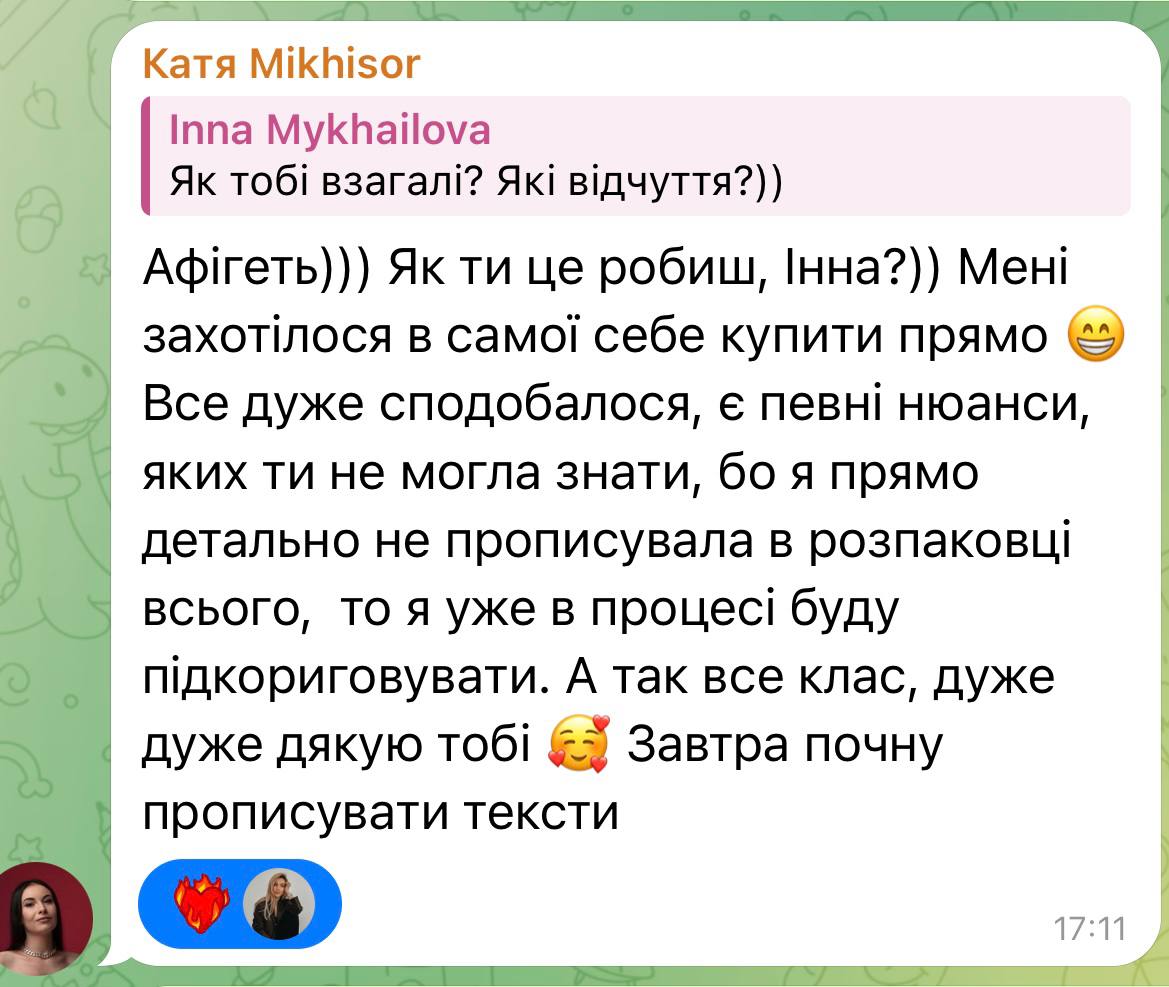 Катя Mikhisor
Inna Mykhailova
Як тобі взагалі? Які відчуття?))
Афігеть))) Як ти це робиш, Інна?)) Мені
захотілося в самої себе купити прямо 😁
Все дуже сподобалося, є певні нюанси,
яких ти не могла знати, бо я прямо
детально не прописувала в розпаковці
всього,  то я уже в процесі буду
підкориговувати. А так все клас, дуже
дуже дякую тобі 🥰 Завтра почну
прописувати тексти
17:11